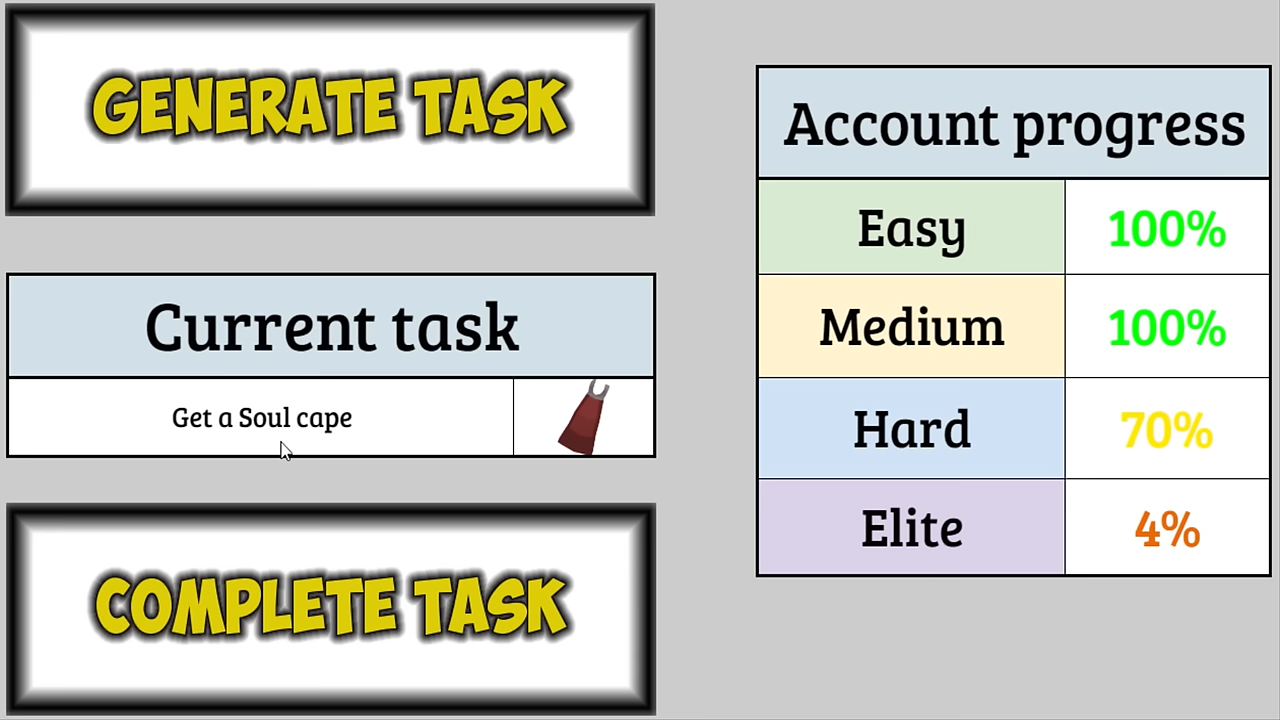 GENERATE TASK
Current task
Get a Soul cape
COMPLETE TASK
Account progress
Easy 100%
Medium 100%
Hard 70%
Elite 4%